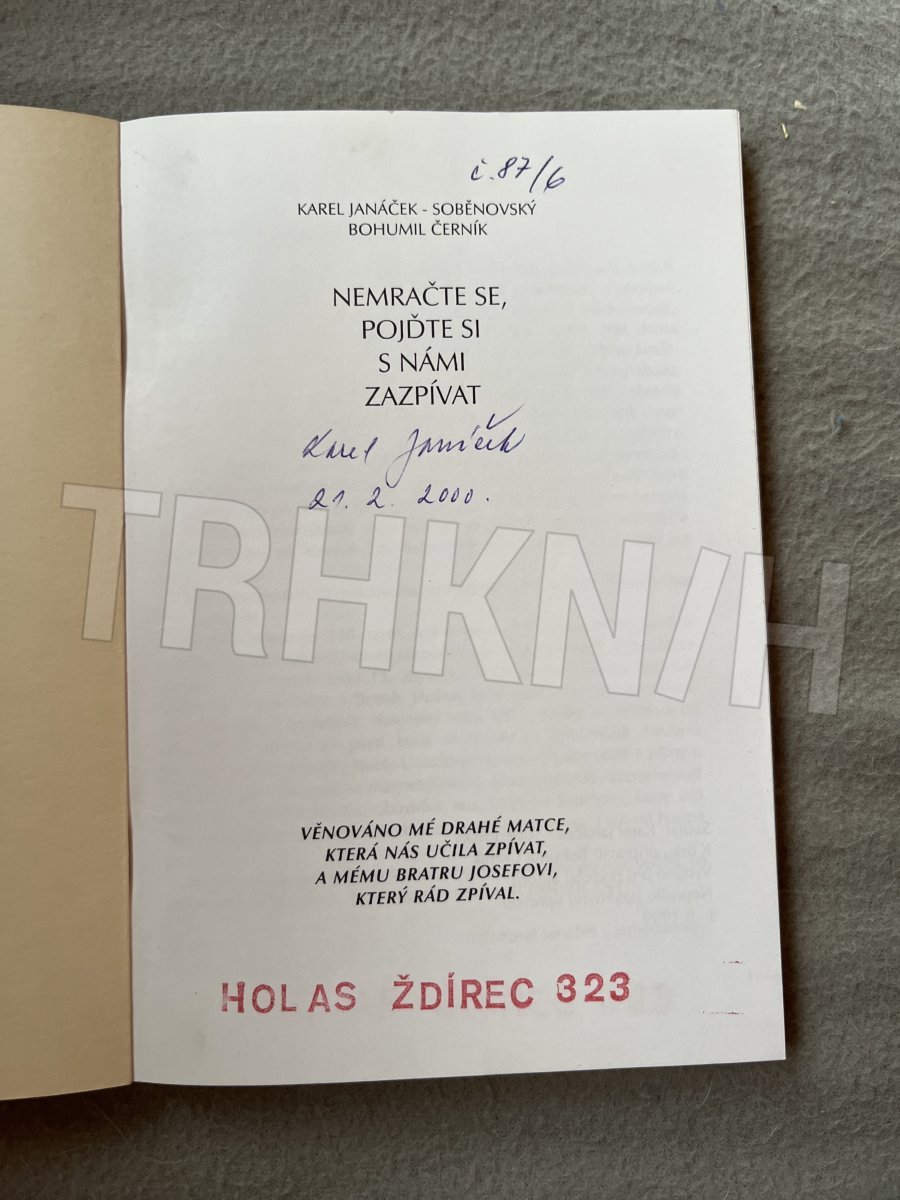 č. 87/6
KAREL JANÁČEK - SOBĚNOVSKÝ
BOHUMIL ČERNÍK
NEMRAČTE SE,
POJĎTE SI
S NÁMI
ZAZPÍVAT
Karel Janáček
21. 2. 2000.
TRHKNIH
VĚNOVÁNO MÉ DRAHÉ MATCE,
KTERÁ NÁS UČILA ZPÍVAT,
A MÉMU BRATRU JOSEFOVI,
KTERÝ RÁD ZPÍVAL.
HOLAS ŽDÍREC 323